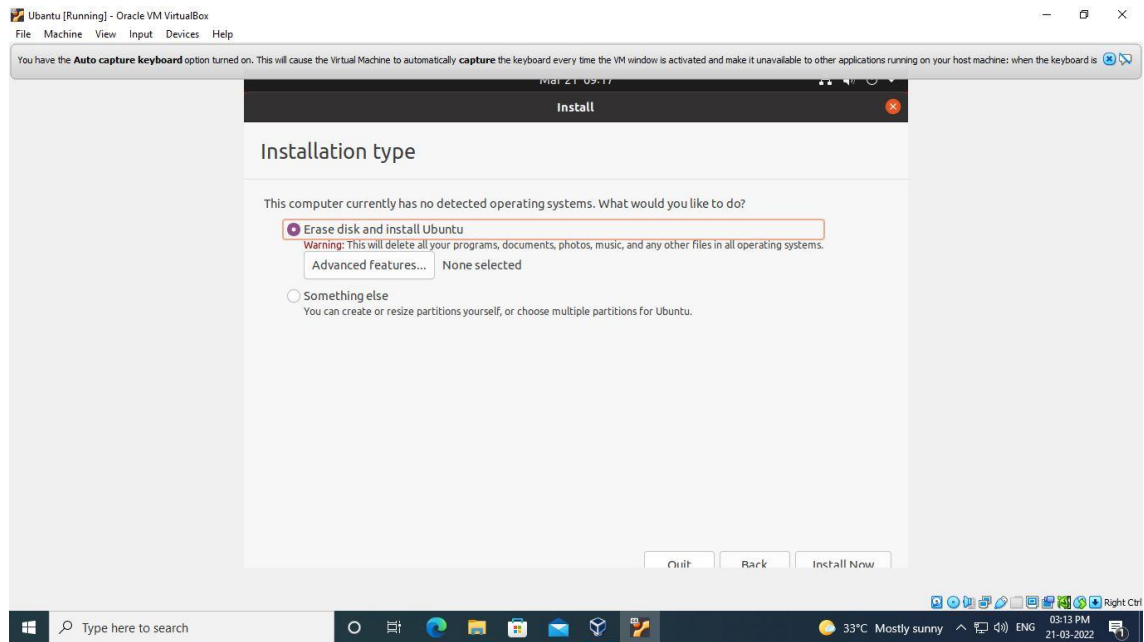 Ubantu [Running] - Oracle VM VirtualBox
File Machine View Input Devices Help
You have the Auto capture keyboard option turned on. This will cause the Virtual Machine to automatically capture the keyboard every time the VM window is activated and make it unavailable to other applications running on your host machine: when the keyboard is
Mar 21 09:17
Install
Installation type
This computer currently has no detected operating systems. What would you like to do?
Erase disk and install Ubuntu
Warning: This will delete all your programs, documents, photos, music, and any other files in all operating systems.
Advanced features... None selected
Something else
You can create or resize partitions yourself, or choose multiple partitions for Ubuntu.
Quit Back Install Now
Right Ctrl
Type here to search 33°C Mostly sunny ENG 03:13 PM
21-03-2022